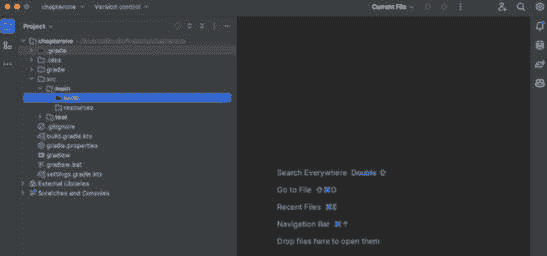 chapterone Version control Current File
Project
chapterone
.gradle
.idea
gradle
src
main
kotlin
resources
test
.gitignore
build.gradle.kts
gradle.properties
gradlew
gradlew.bat
settings.gradle.kts
External Libraries
Scratches and Consoles
Search Everywhere Double ⇧
Go to File ⇧⌘O
Recent Files ⌘E
Navigation Bar ⌘↑
Drop files here to open them